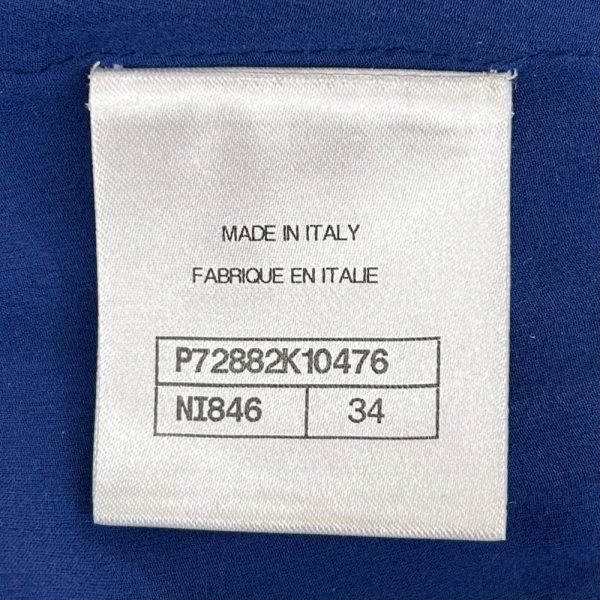 MADE IN ITALY
FABRIQUE EN ITALIE
P72882K10476
NI846 34